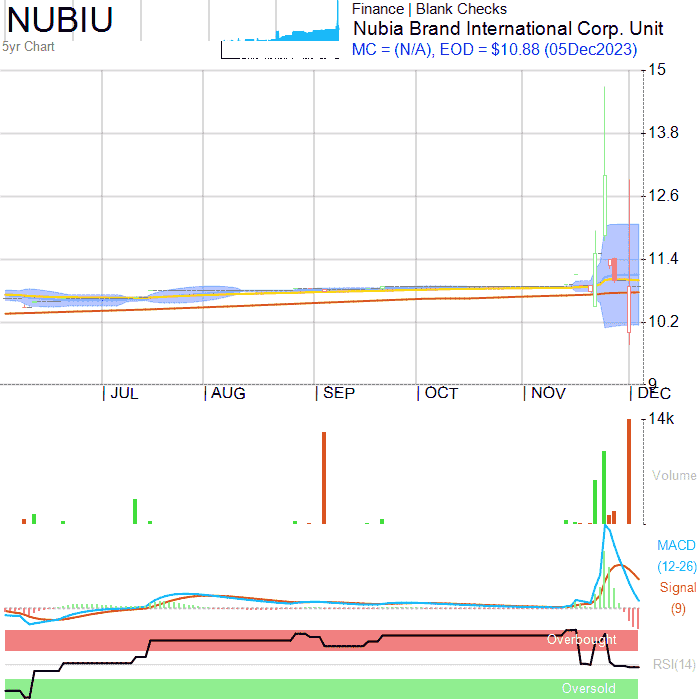 NUBIU
Finance | Blank Checks
Nubia Brand International Corp. Unit
5yr Chart
MC = (N/A), EOD = $10.88 (05Dec2023)
15
13.8
12.6
11.4
10.2
9
| JUL | AUG | SEP | OCT | NOV | DEC
14k
Volume
MACD
(12-26)
Signal
(9)
Overbought
RSI(14)
Oversold